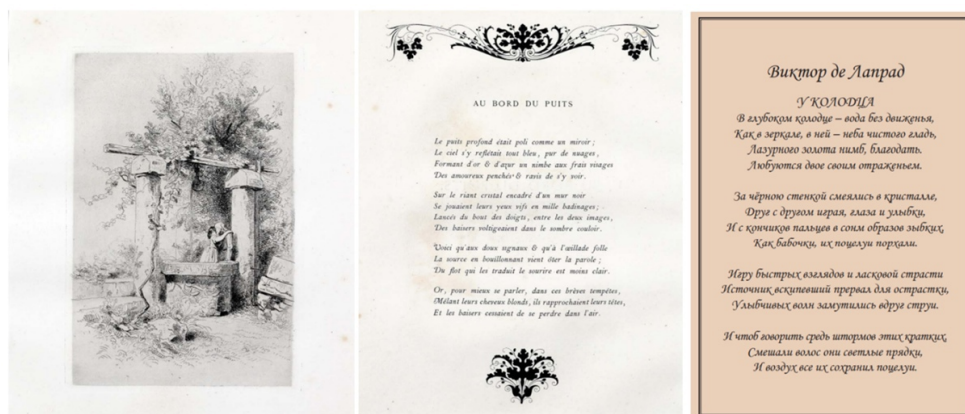 AU BORD DU PUITS
Le puits profond était poli comme un miroir ;
Le ciel s'y reflétait tout bleu, pur de nuages,
Formant d'or & d'azur un nimbe aux frais visages
Des amoureux penchés & ravis de s'y voir.
Sur le riant cristal encadré d'un mur noir
Se jouaient leurs yeux vifs en mille badinages ;
Lancés du bout des doigts, entre les deux images,
Des baisers voltigeaient dans le sombre couloir.
Voici qu'aux doux signaux & qu'à l'œillade folle
La source en bouillonnant vient ôter la parole ;
Du flot qui les traduit le sourire est moins clair.
Or, pour mieux se parler, dans ces brèves tempêtes,
Mêlant leurs cheveux blonds, ils rapprochaient leurs têtes,
Et les baisers cessaient de se perdre dans l'air.
Виктор де Лапрад
У КОЛОДЦА
В глубоком колодце – вода без движенья,
Как в зеркале, в ней – неба чистого гладь,
Лазурного золота нимб, благодать.
Любуются двое своим отраженьем.
За чёрною стенкой смеялись в кристалле,
Друг с другом играя, глаза и улыбки,
И с кончиков пальцев в сонм образов зыбких,
Как бабочки, их поцелуи порхали.
Игру быстрых взглядов и ласковой страсти
Источник вскипевший прервал для острастки,
Улыбчивых волн замутились вдруг струи.
И чтоб говорить средь штормов этих кратких,
Смешали волос они светлые прядки,
И воздух все их сохранил поцелуи.